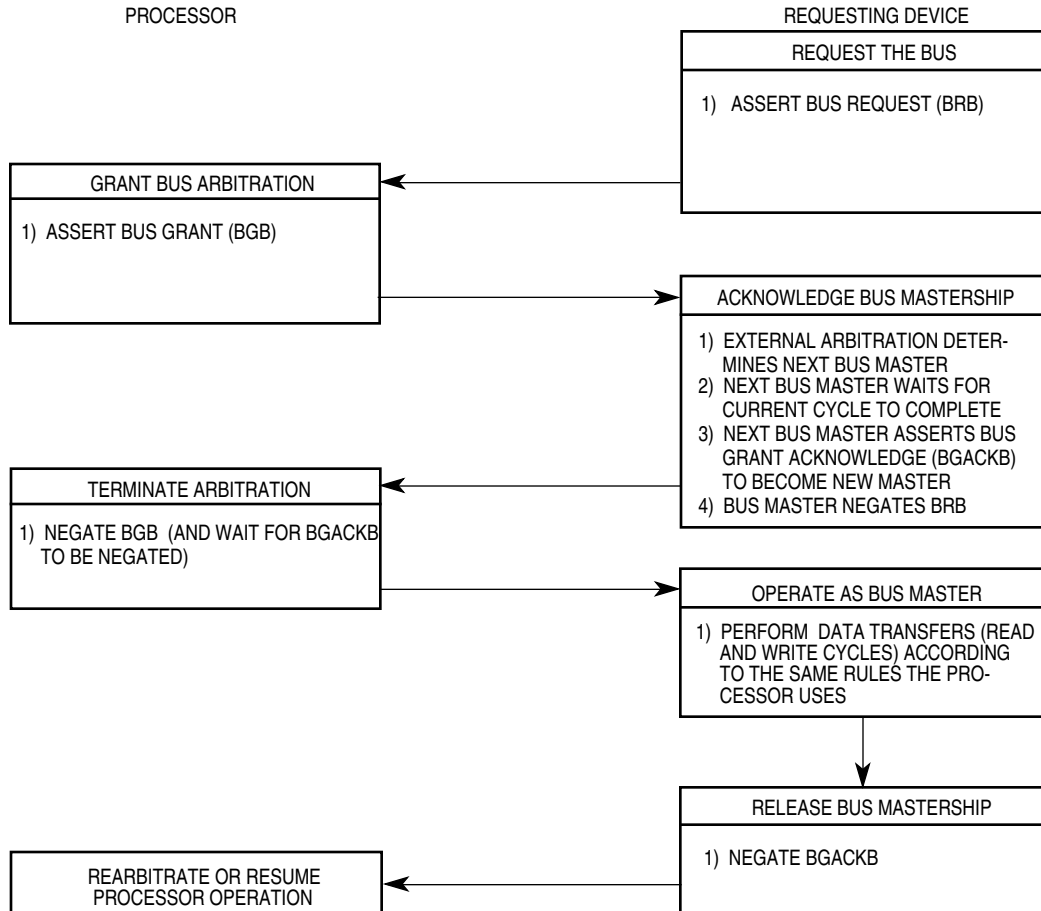 PROCESSOR
REQUESTING DEVICE
REQUEST THE BUS
1) ASSERT BUS REQUEST (BRB)
GRANT BUS ARBITRATION
1) ASSERT BUS GRANT (BGB)
ACKNOWLEDGE BUS MASTERSHIP
1) EXTERNAL ARBITRATION DETER-
MINES NEXT BUS MASTER
2) NEXT BUS MASTER WAITS FOR
CURRENT CYCLE TO COMPLETE
3) NEXT BUS MASTER ASSERTS BUS
GRANT ACKNOWLEDGE (BGACKB)
TO BECOME NEW MASTER
4) BUS MASTER NEGATES BRB
TERMINATE ARBITRATION
1) NEGATE BGB (AND WAIT FOR BGACKB
TO BE NEGATED)
OPERATE AS BUS MASTER
1) PERFORM DATA TRANSFERS (READ
AND WRITE CYCLES) ACCORDING
TO THE SAME RULES THE PRO-
CESSOR USES
RELEASE BUS MASTERSHIP
1) NEGATE BGACKB
REARBITRATE OR RESUME
PROCESSOR OPERATION